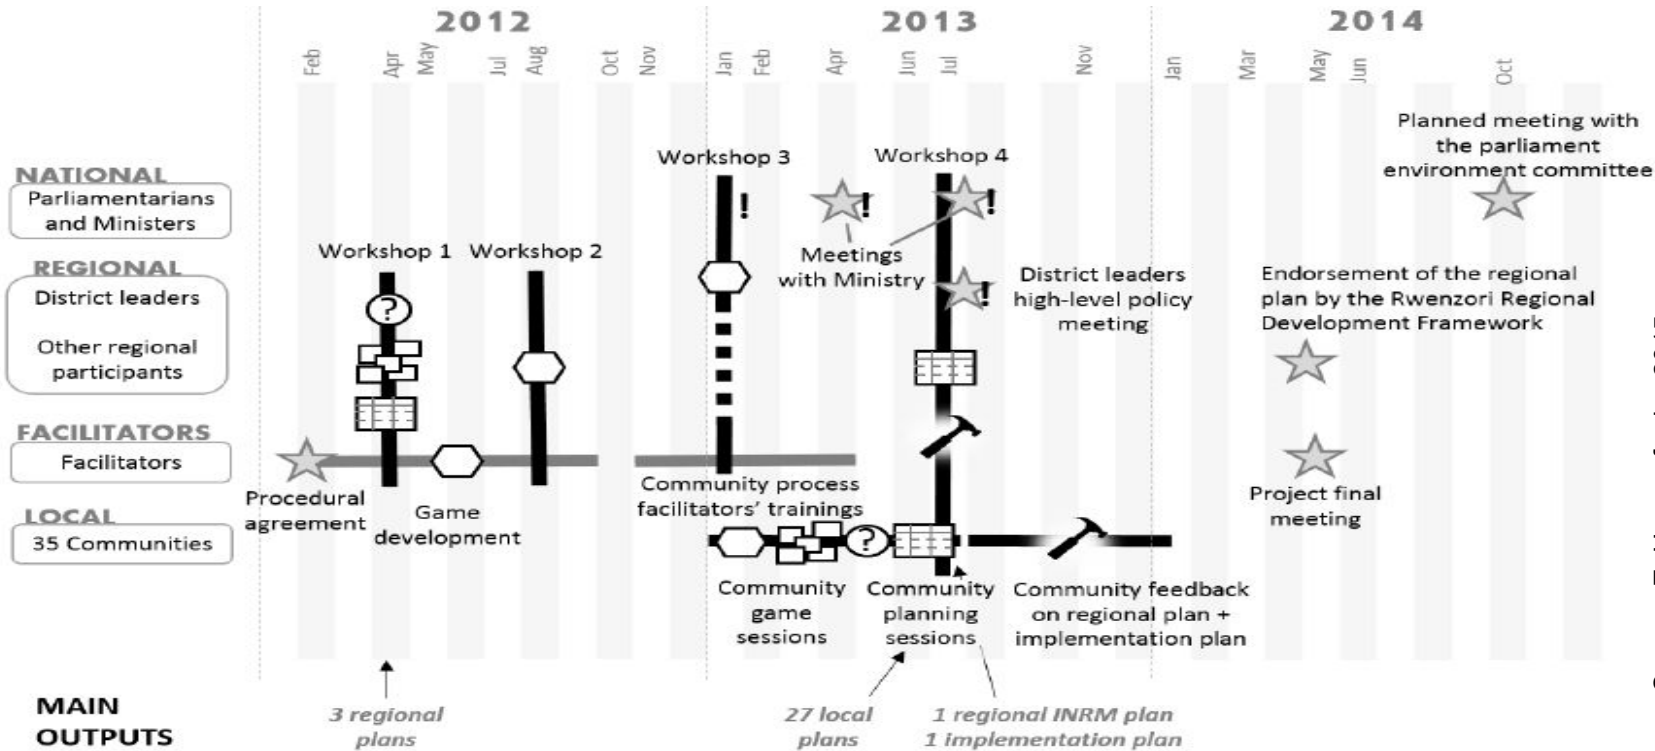 2012
2013
2014
Feb
Apr
May
Jul
Aug
Oct
Nov
Jan
Feb
Apr
Jun
Jul
Nov
Jan
Mar
May
Jun
Oct
NATIONAL
Parliamentarians
and Ministers
REGIONAL
District leaders
Other regional
participants
FACILITATORS
Facilitators
LOCAL
35 Communities
Workshop 1
Workshop 2
Workshop 3
Workshop 4
?
!
!
!
!
Meetings
with Ministry
District leaders
high-level policy
meeting
Planned meeting with
the parliament
environment committee
Endorsement of the regional
plan by the Rwenzori Regional
Development Framework
Procedural
agreement
Game
development
Community process
facilitators' trainings
Project final
meeting
?
Community
game
sessions
Community
planning
sessions
Community feedback
on regional plan +
implementation plan
MAIN
OUTPUTS
3 regional
plans
27 local
plans
1 regional INRM plan
1 implementation plan